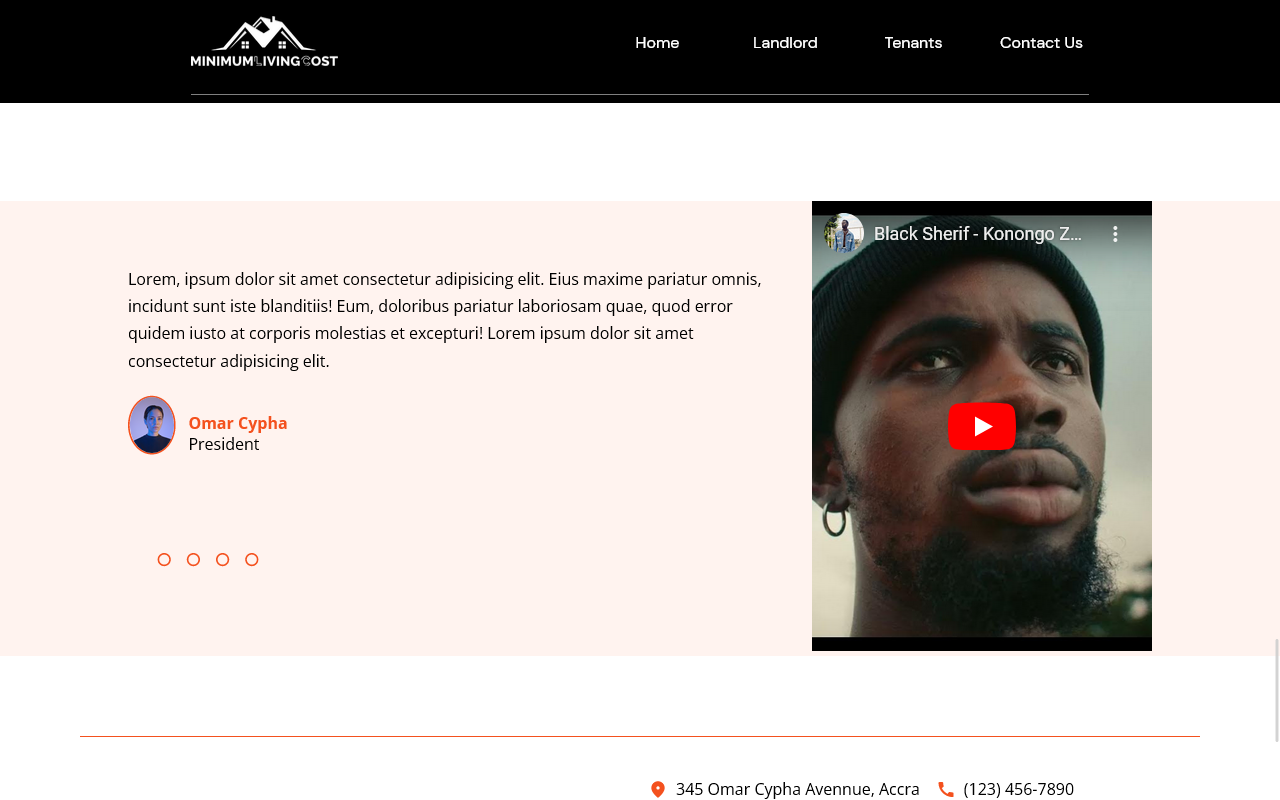 MINIMUMLIVINGCOST
Home
Landlord
Tenants
Contact Us
Lorem, ipsum dolor sit amet consectetur adipisicing elit. Eius maxime pariatur omnis,
incidunt sunt iste blanditiis! Eum, doloribus pariatur laboriosam quae, quod error
quidem iusto at corporis molestias et excepturi! Lorem ipsum dolor sit amet
consectetur adipisicing elit.
Omar Cypha
President
Black Sherif - Konongo Z...
345 Omar Cypha Avennue, Accra
(123) 456-7890